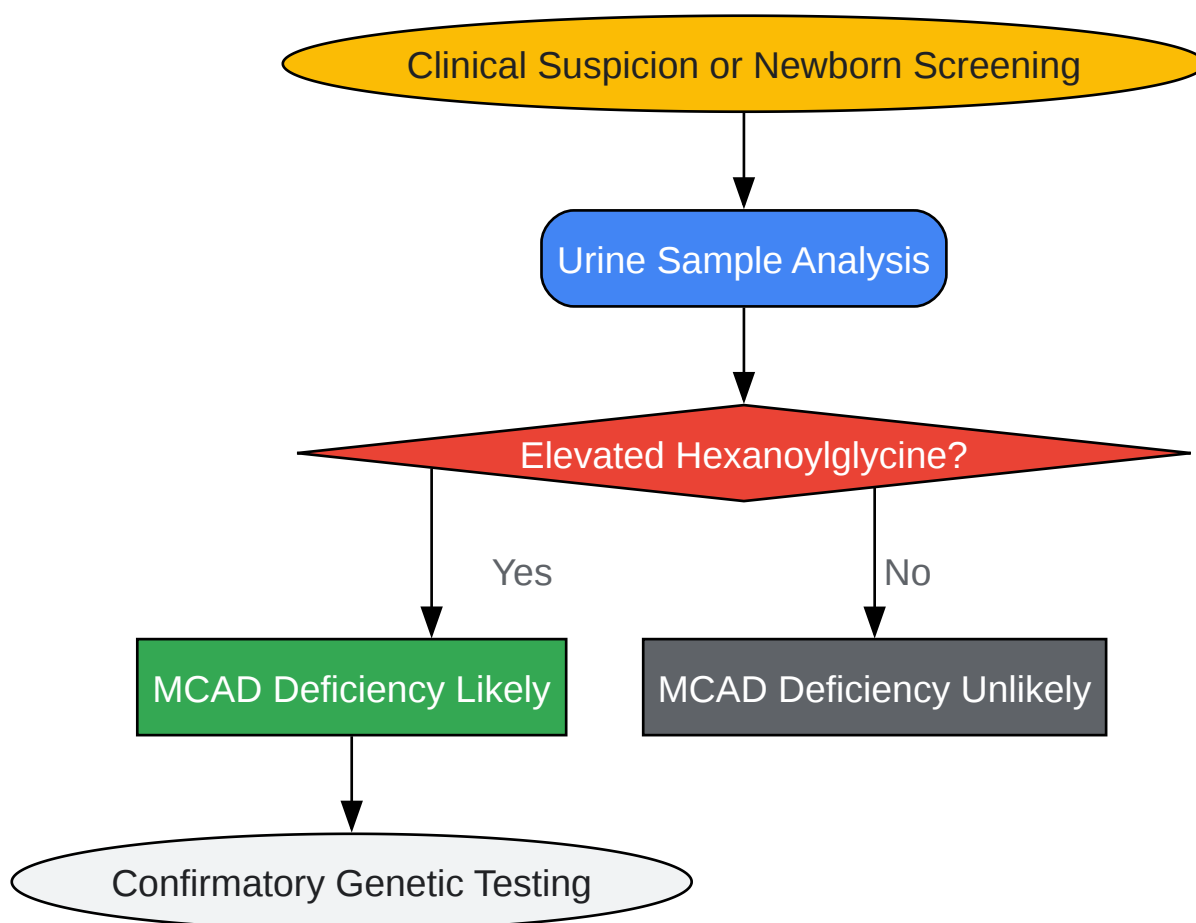 Clinical Suspicion or Newborn Screening
Urine Sample Analysis
Elevated Hexanoylglycine?
Yes
No
MCAD Deficiency Likely
MCAD Deficiency Unlikely
Confirmatory Genetic Testing